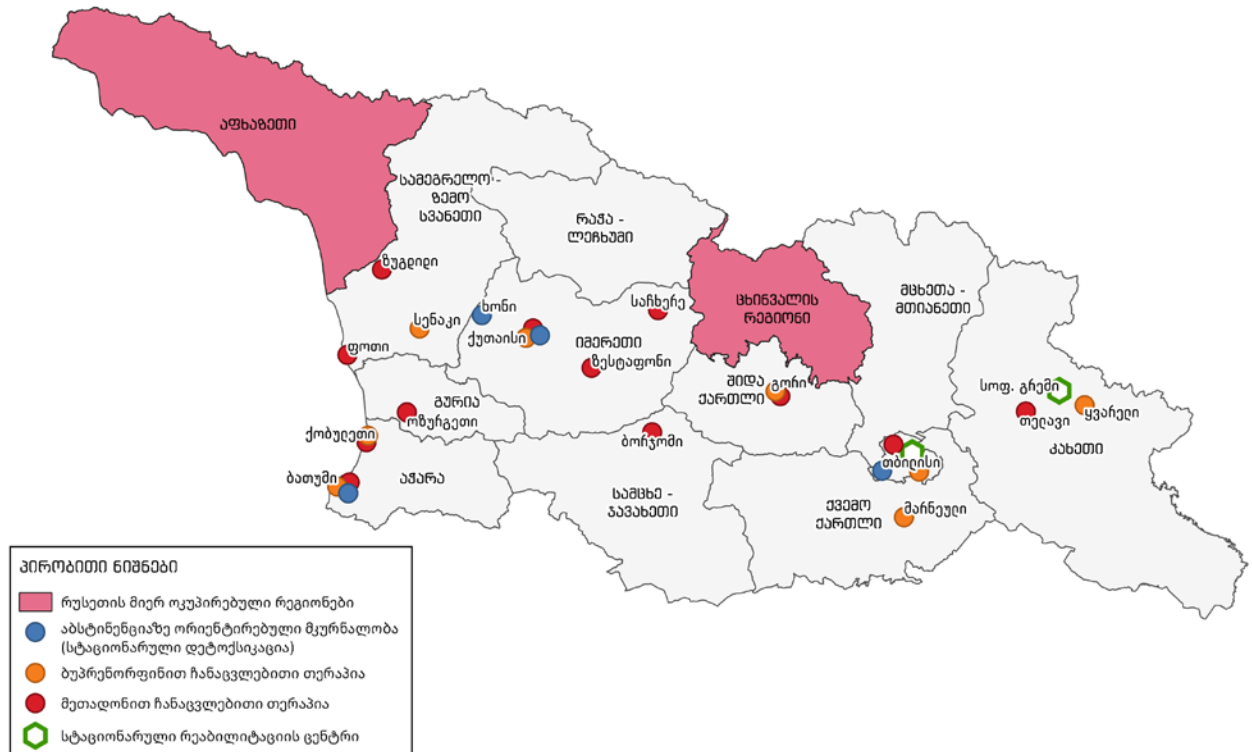 აფხაზეთი
სამეგრელო -
ზემო
სვანეთი
რაჭა -
ლეჩხუმი
ზუგდიდი
სენაკი
ხონი
საჩხერე
ცხინვალის
რეგიონი
მცხეთა -
მთიანეთი
ფოთი
ქუთაისი
იმერეთი
ზესტაფონი
შიდა
ქართლი
გორი
სოფ. გრემი
ყვარელი
თელავი
კახეთი
გურია
ოზურგეთი
ქობულეთი
ბორჯომი
თბილისი
ბათუმი
აჭარა
სამცხე -
ჯავახეთი
ქვემო
ქართლი
მარნეული
პირობითი ნიშნები
რუსეთის მიერ ოკუპირებული რეგიონები
აბსტინენციაზე ორიენტირებული მკურნალობა
(სტაციონარული დეტოქსიკაცია)
ბუპრენორფინით ჩანაცვლებითი თერაპია
მეთადონით ჩანაცვლებითი თერაპია
სტაციონარული რეაბილიტაციის ცენტრი